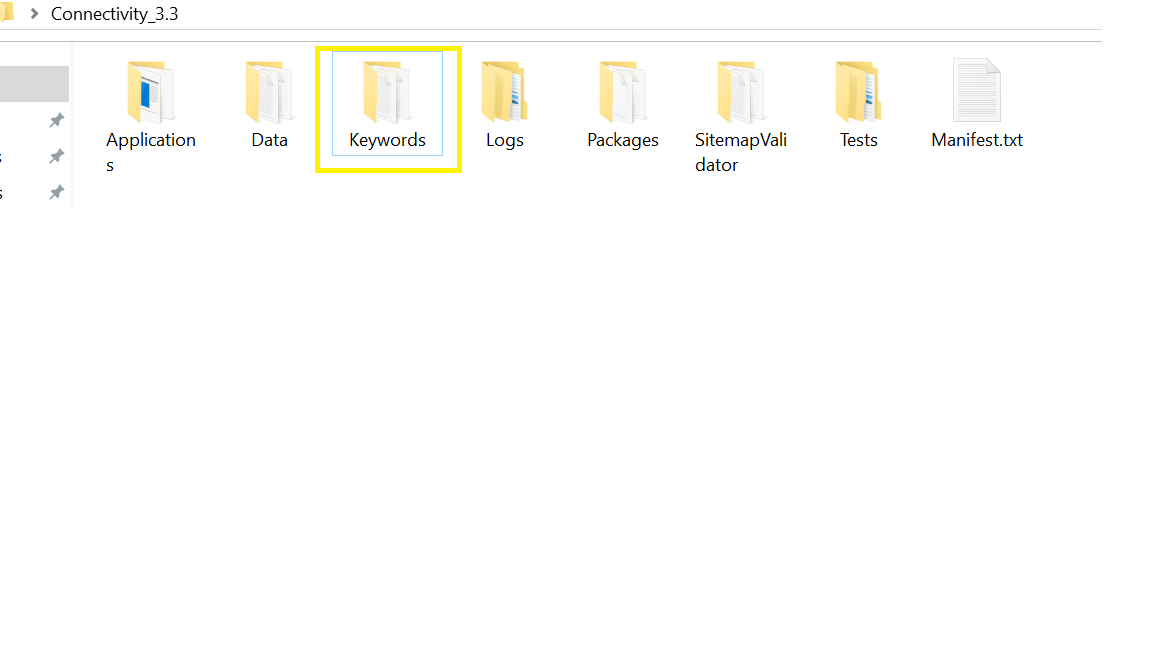 Connectivity_3.3
Application
s
Data
Keywords
Logs
Packages
SitemapVali
dator
Tests
Manifest.txt